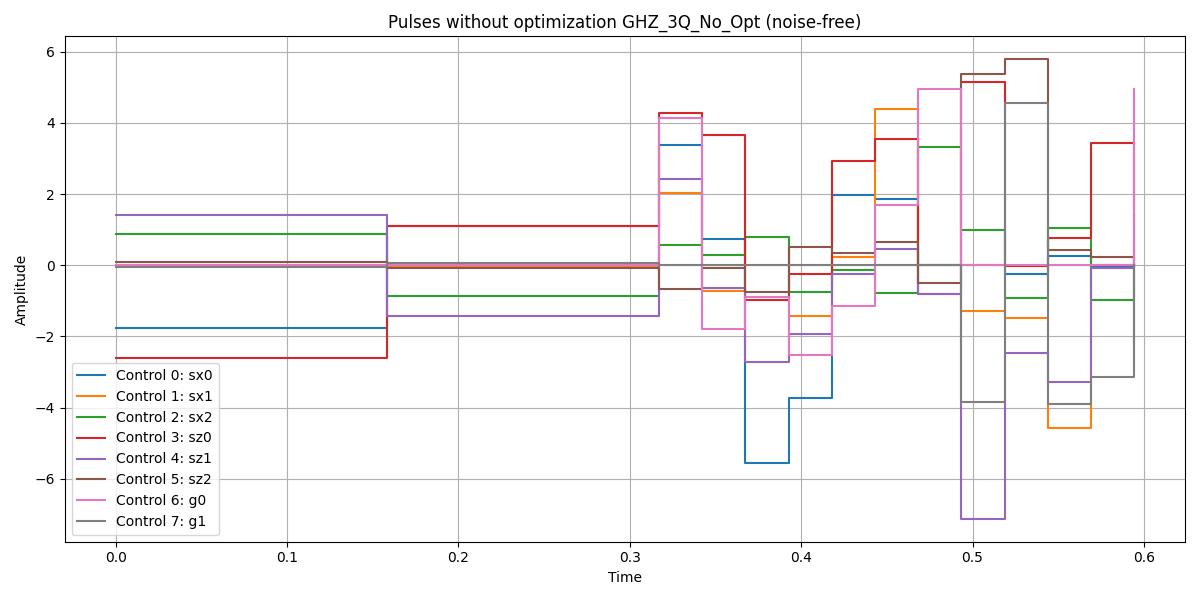 Pulses without optimization GHZ_3Q_No_Opt (noise-free)
6
4
2
0
−2
−4
−6
Amplitude
Control 0: sx0
Control 1: sx1
Control 2: sx2
Control 3: sz0
Control 4: sz1
Control 5: sz2
Control 6: g0
Control 7: g1
0.0 0.1 0.2 0.3 0.4 0.5 0.6
Time